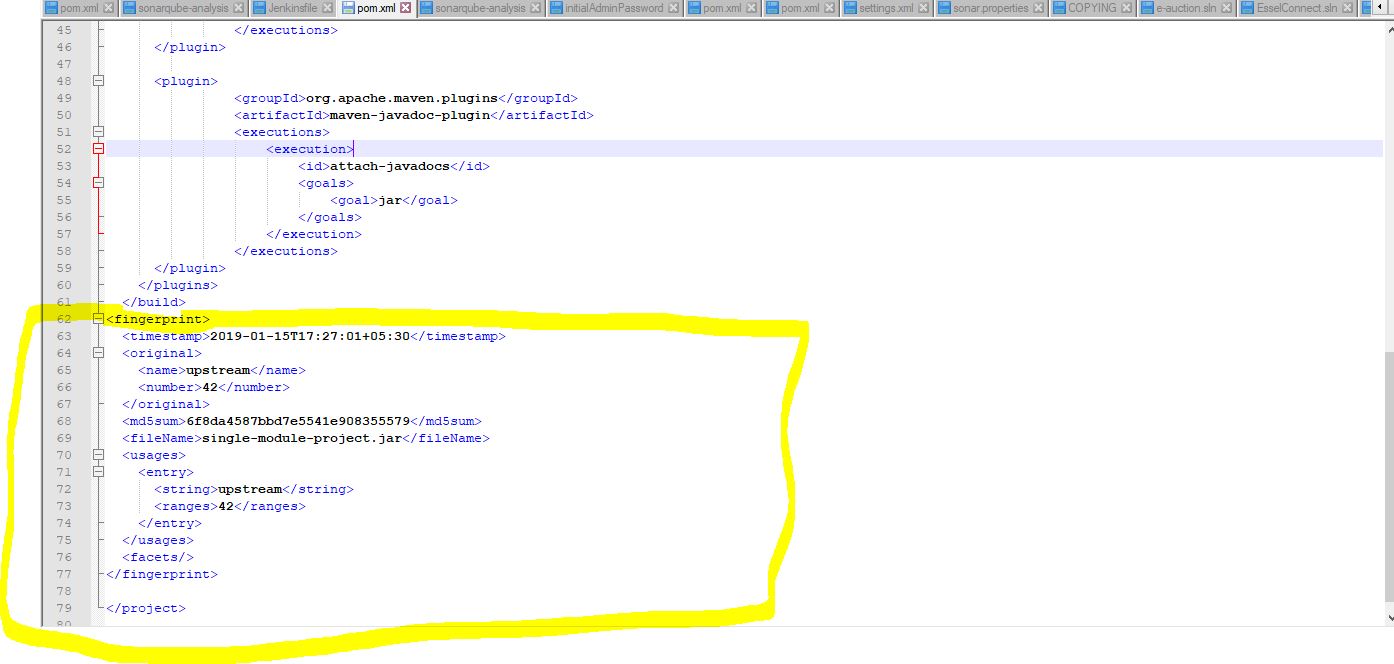 pom.xml sonarqube-analysis Jenkinsfile pom.xml sonarqube-analysis initialAdminPassword pom.xml pom.xml settings.xml sonar.properties COPYING e-auction.sln EsselConnect.sln
45 </executions>
46 </plugin>
47
48 <plugin>
49 <groupId>org.apache.maven.plugins</groupId>
50 <artifactId>maven-javadoc-plugin</artifactId>
51 <executions>
52 <execution>
53 <id>attach-javadocs</id>
54 <goals>
55 <goal>jar</goal>
56 </goals>
57 </execution>
58 </executions>
59 </plugin>
60 </plugins>
61 </build>
62 <fingerprint>
63 <timestamp>2019-01-15T17:27:01+05:30</timestamp>
64 <original>
65 <name>upstream</name>
66 <number>42</number>
67 </original>
68 <md5sum>6f8da4587bbd7e5541e908355579</md5sum>
69 <fileName>single-module-project.jar</fileName>
70 <usages>
71 <entry>
72 <string>upstream</string>
73 <ranges>42</ranges>
74 </entry>
75 </usages>
76 <facets/>
77 </fingerprint>
78
79 </project>
80